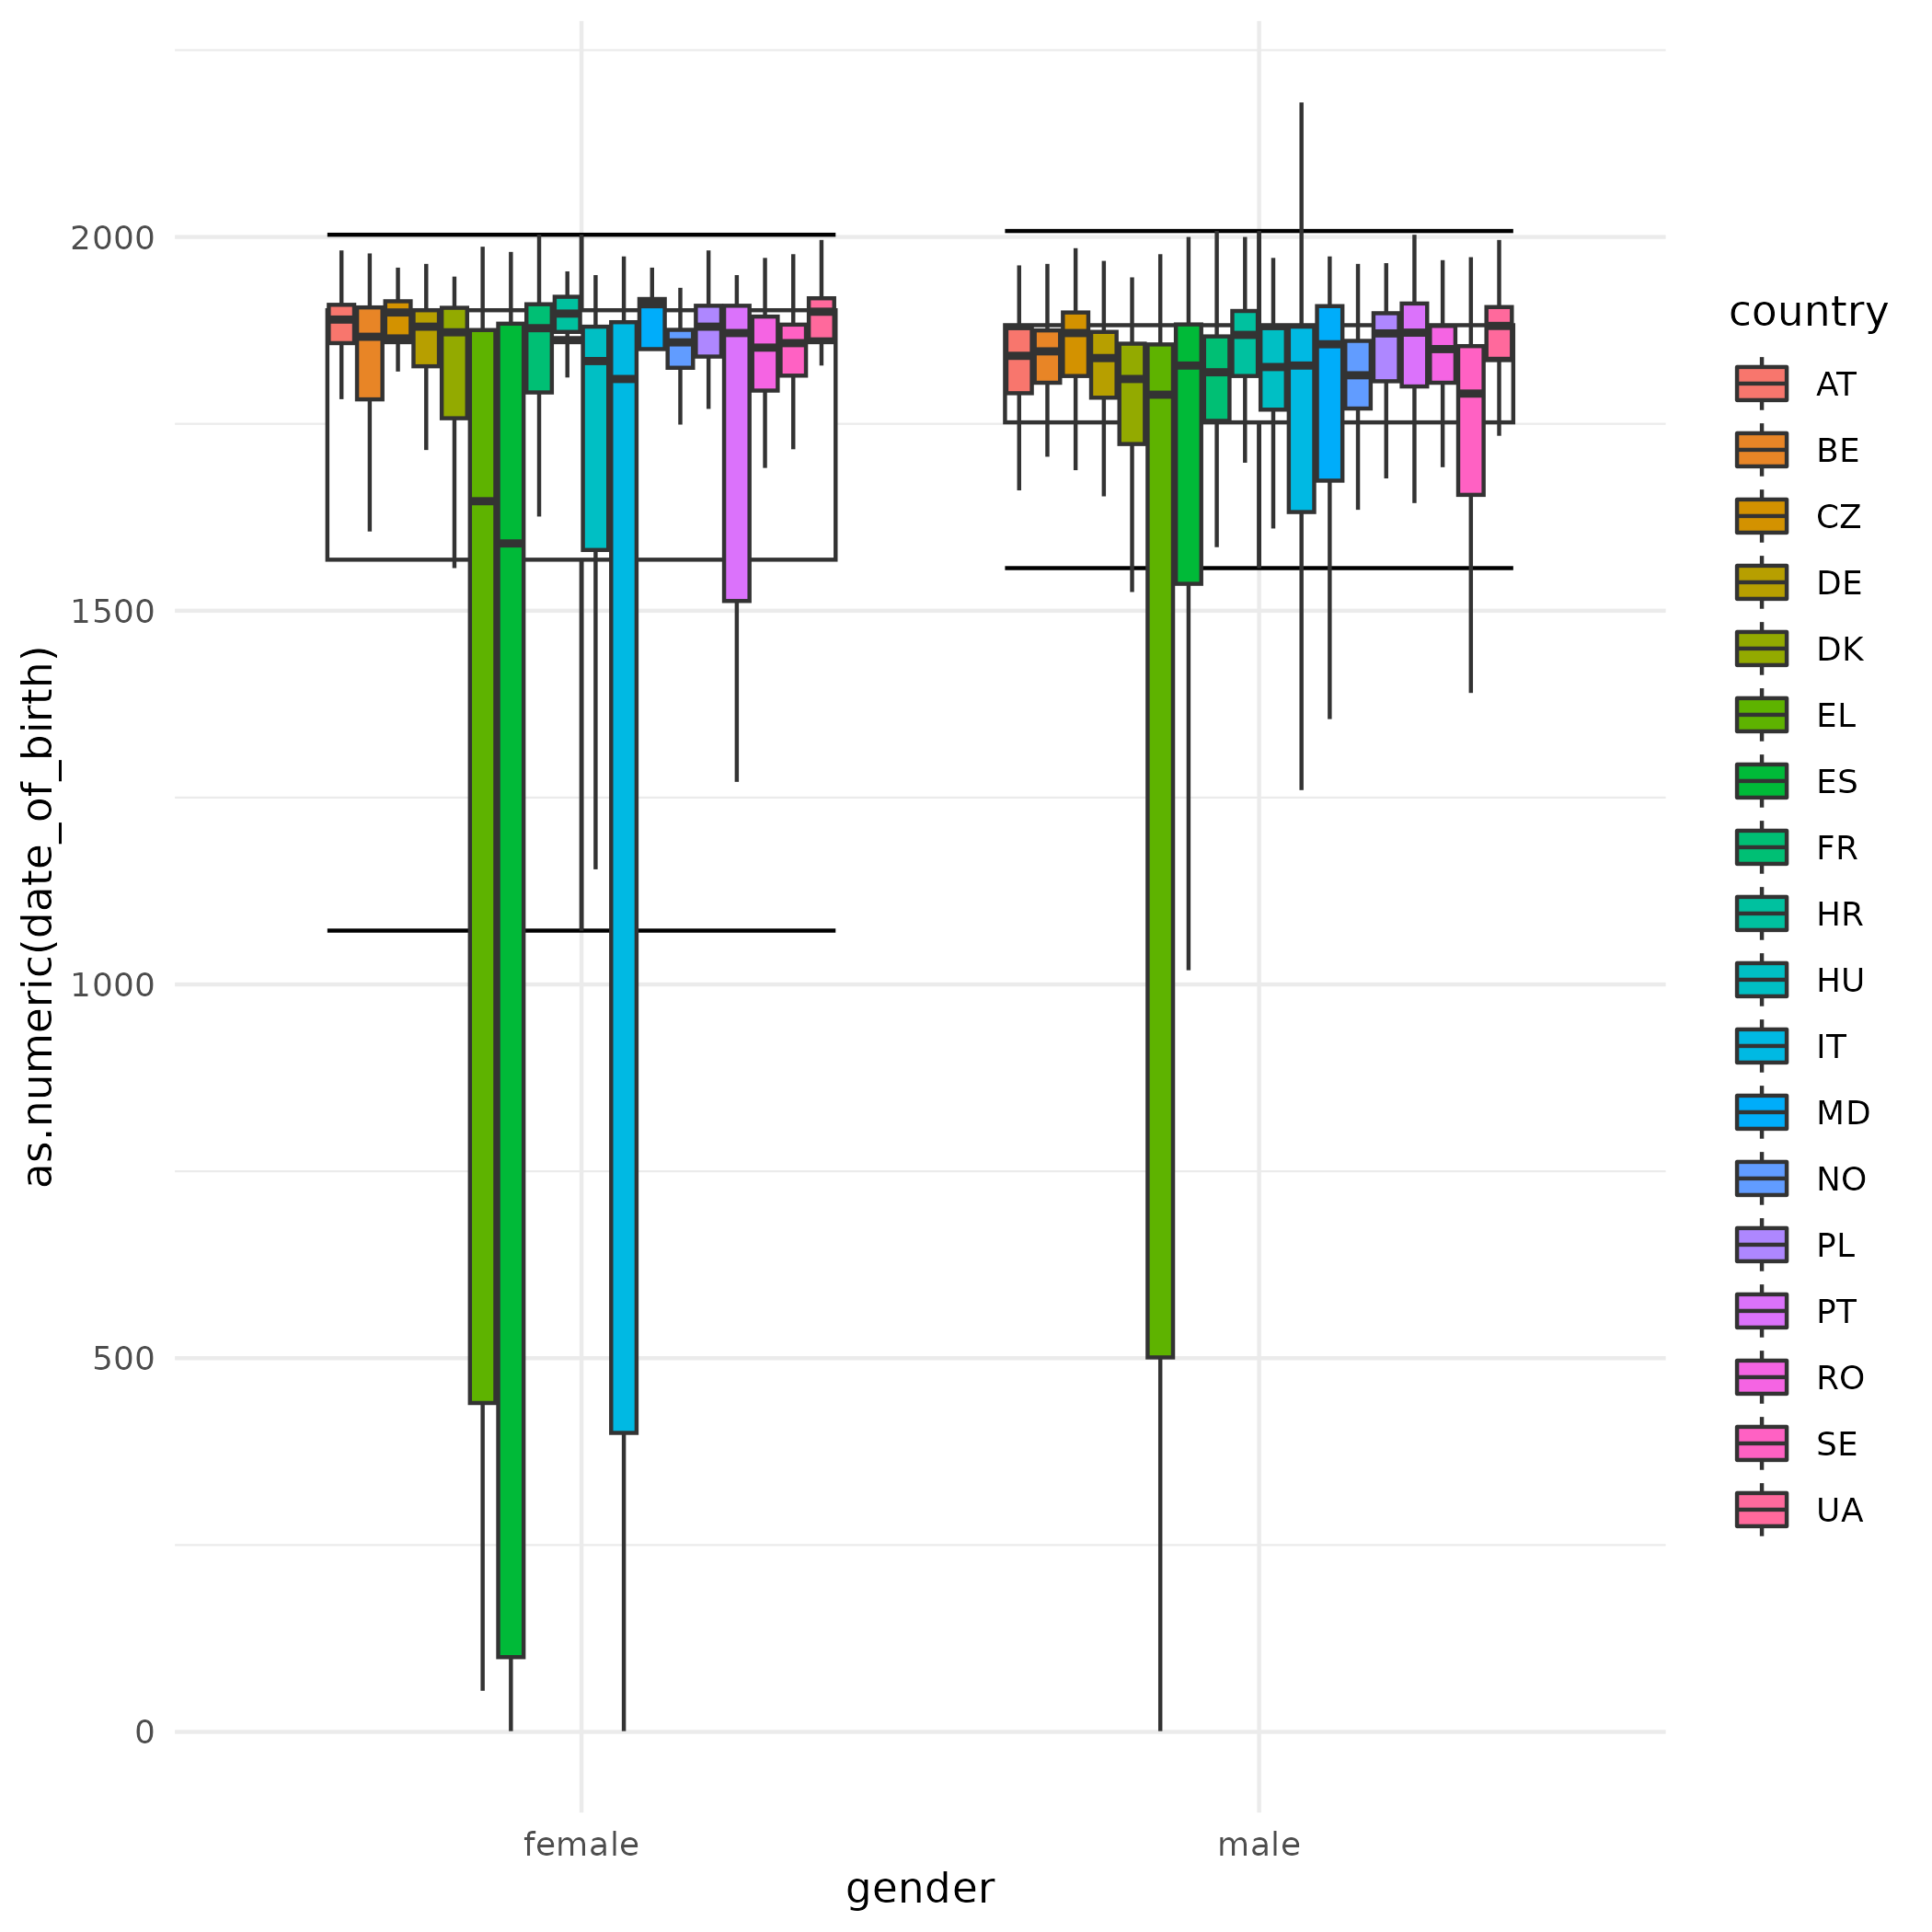 as.numeric(date_of_birth)
2000
1500
1000
500
0
female
male
gender
country
AT
BE
CZ
DE
DK
EL
ES
FR
HR
HU
IT
MD
NO
PL
PT
RO
SE
UA